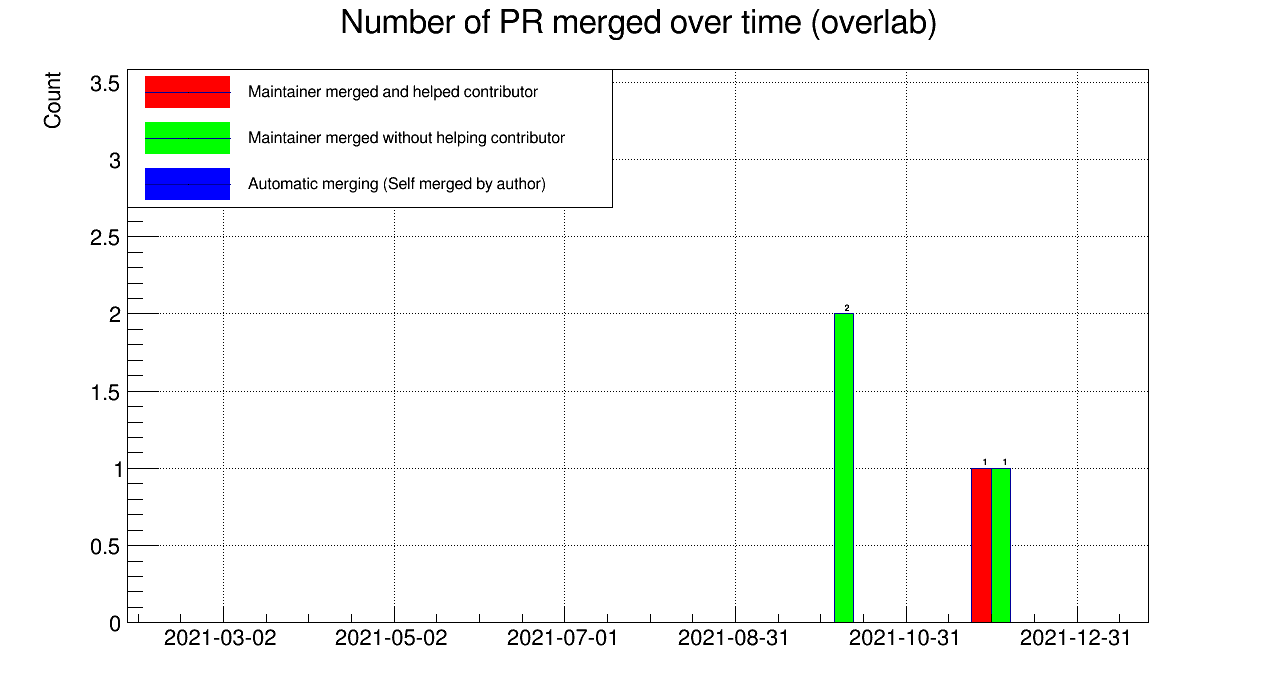 Number of PR merged over time (overlab)
Count
Maintainer merged and helped contributor
Maintainer merged without helping contributor
Automatic merging (Self merged by author)
3.5
3
2.5
2
1.5
1
0.5
0
2
1 1
2021-03-02 2021-05-02 2021-07-01 2021-08-31 2021-10-31 2021-12-31